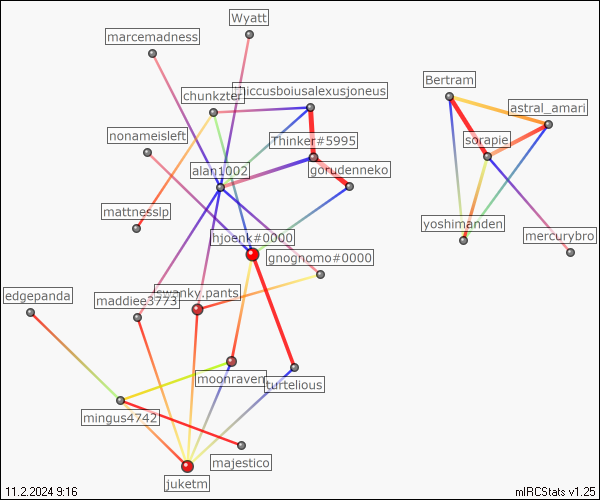 Wyatt
marcemadness
Bertram
chunkzter
thiccusboiusalexusjoneus
astral_amari
nonameisleft
Thinker#5995
sorapie
alan1002
gorudenneko
mattnesslp
yoshimanden
mercurybro
hjoenk#0000
gnognomo#0000
edgepanda
maddiee3773
swanky.pants
moonraven
turtelious
mingus4742
majestico
juketm
11.2.2024 9:16
mIRCStats v1.25